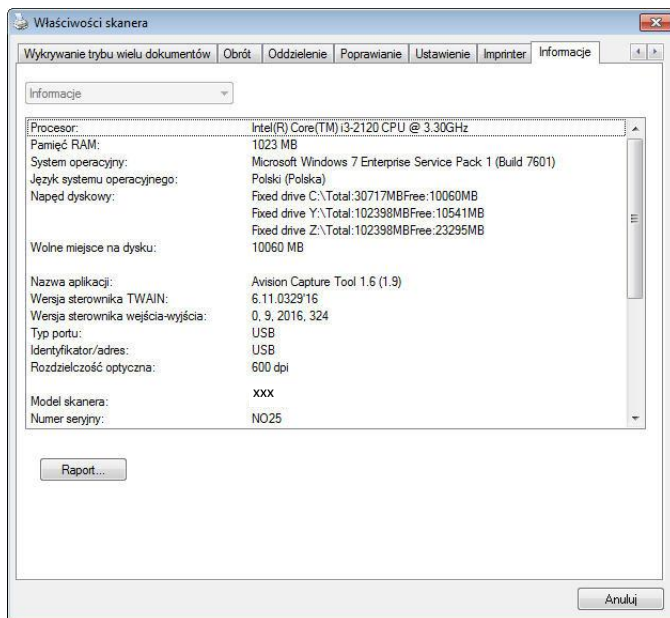 Właściwości skanera
Wykrywanie trybu wielu dokumentów Obrót Oddzielenie Poprawianie Ustawienie Imprinter Informacje
Informacje
Procesor: Intel(R) Core(TM) i3-2120 CPU @ 3.30GHz
Pamięć RAM: 1023 MB
System operacyjny: Microsoft Windows 7 Enterprise Service Pack 1 (Build 7601)
Język systemu operacyjnego: Polski (Polska)
Napęd dyskowy: Fixed drive C:\Total:30717MBFree:10060MB
Fixed drive Y:\Total:102398MBFree:10541MB
Fixed drive Z:\Total:102398MBFree:23295MB
Wolne miejsce na dysku: 10060 MB
Nazwa aplikacji: Avision Capture Tool 1.6 (1.9)
Wersja sterownika TWAIN: 6.11.0329'16
Wersja sterownika wejścia-wyjścia: 0, 9, 2016, 324
Typ portu: USB
Identyfikator/adres: USB
Rozdzielczość optyczna: 600 dpi
Model skanera: xxx
Numer seryjny: NO25
Raport...
Anuluj